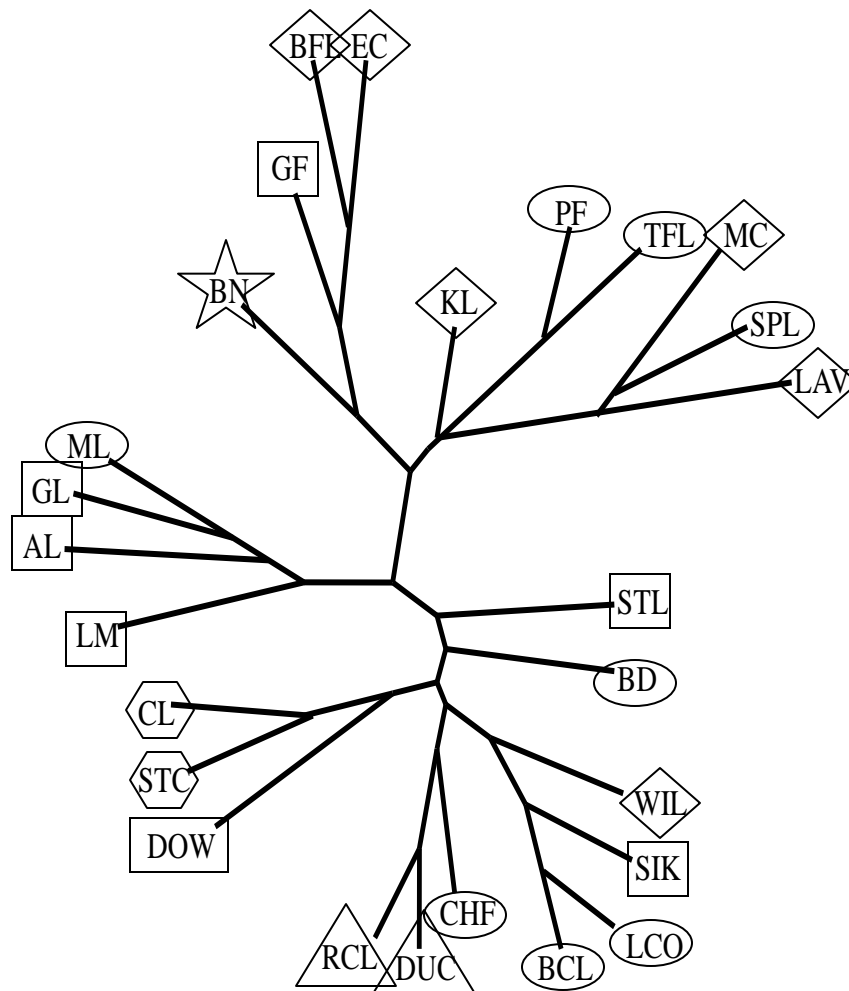 BFL EC
GF
PF
TFL MC
BN
KL
SPL
LAV
ML
GL
AL
STL
LM
BD
CL
STC
WIL
DOW
SIK
CHF
LCO
RCL
DUC BCL